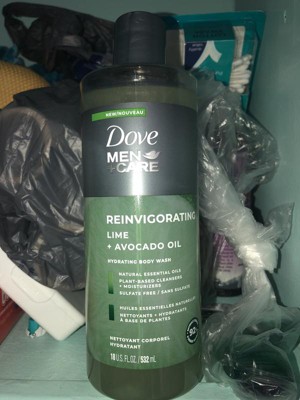 NEW/NOUVEAU
Dove
MEN
+CARE
REINVIGORATING
LIME
+ AVOCADO OIL
HYDRATING BODY WASH
NATURAL ESSENTIAL OILS
PLANT-BASED CLEANSERS
+ MOISTURIZERS
SULFATE FREE / SANS SULFATE
HUILES ESSENTIELLES NATURELLES
NETTOYANTS + HYDRATANTS
À BASE DE PLANTES
NETTOYANT CORPOREL
HYDRATANT
18 U.S. FL.OZ / 532 mL